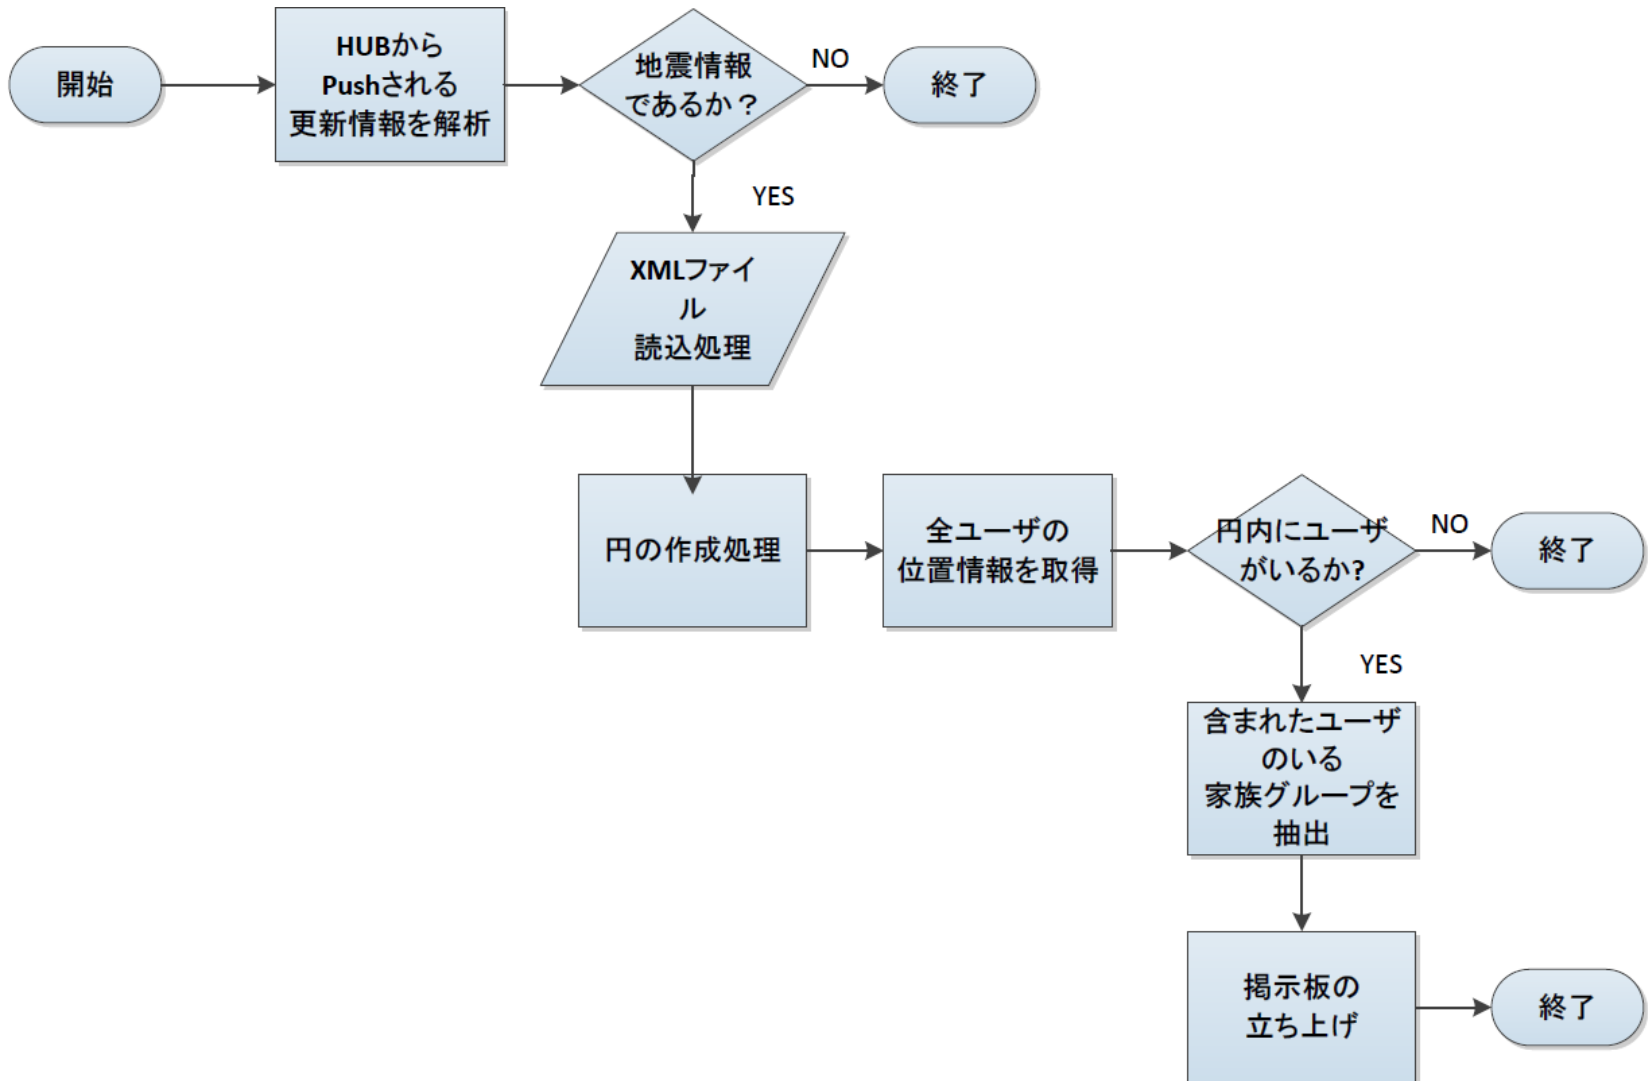 開始
HUBから
Pushされる
更新情報を解析
地震情報
であるか？
NO
終了
YES
XMLファイ
ル
読込処理
円の作成処理
全ユーザの
位置情報を取得
円内にユーザ
がいるか?
NO
終了
YES
含まれたユーザ
のいる
家族グループを
抽出
掲示板の
立ち上げ
終了